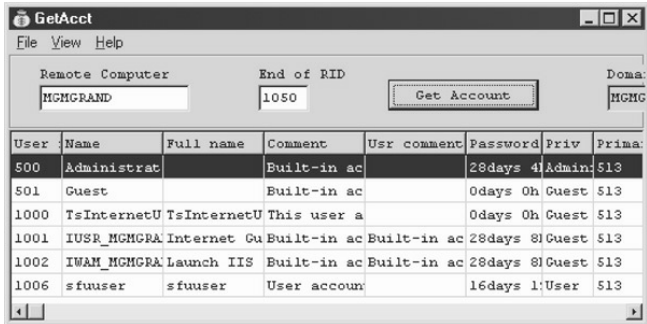 GetAcct
File View Help
Remote Computer End of RID Doma
MGMGRAND 1050 Get Account MGMG
User Name Full name Comment Usr comment Password Priv Prima
500 Administrat Built-in ac 28days 4 Admin 513
501 Guest Built-in ac 0days 0h Guest 513
1000 TsInternetU TsInternetU This user a 0days 0h Guest 513
1001 IUSR_MGMGRA Internet Gu Built-in ac Built-in ac 28days 8 Guest 513
1002 IWAM_MGMGRA Launch IIS Built-in ac Built-in ac 28days 8 Guest 513
1006 sfuuser sfuuser User accoun 16days 1 User 513